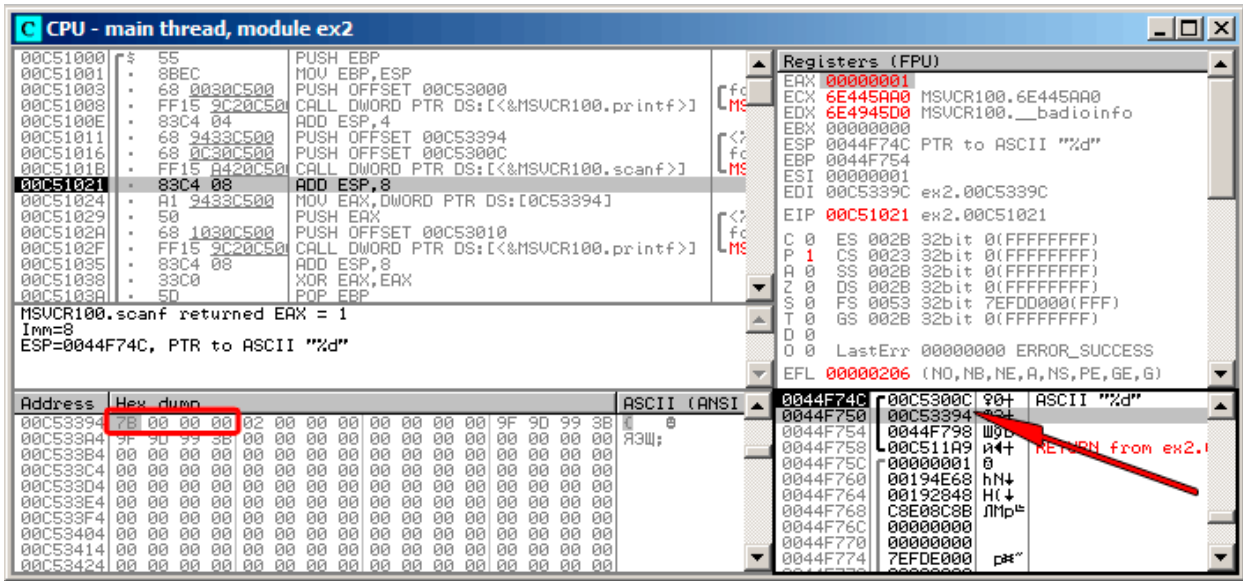 C CPU - main thread, module ex2
00C51000 $ 55 PUSH EBP
00C51001 . 8BEC MOV EBP,ESP
00C51003 . 68 0030C500 PUSH OFFSET 00C53000
00C51008 . FF15 9C20C50 CALL DWORD PTR DS:[<&MSVCR100.printf>]
00C5100E . 83C4 04 ADD ESP,4
00C51011 . 68 9433C500 PUSH OFFSET 00C53394
00C51016 . 68 0C30C500 PUSH OFFSET 00C5300C
00C5101B . FF15 A420C50 CALL DWORD PTR DS:[<&MSVCR100.scanf>]
00C51021 . 83C4 08 ADD ESP,8
00C51024 . A1 9433C500 MOV EAX,DWORD PTR DS:[0C53394]
00C51029 . 50 PUSH EAX
00C5102A . 68 1030C500 PUSH OFFSET 00C53010
00C5102F . FF15 9C20C50 CALL DWORD PTR DS:[<&MSVCR100.printf>]
00C51035 . 83C4 08 ADD ESP,8
00C51038 . 33C0 XOR EAX,EAX
00C5103A . 5D POP EBP
MSVCR100.scanf returned EAX = 1
Imm=8
ESP=0044F74C, PTR to ASCII "%d"
Registers (FPU)
EAX 00000001
ECX 6E445AA0 MSVCR100.6E445AA0
EDX 6E4945D0 MSVCR100.__badioinfo
EBX 00000000
ESP 0044F74C PTR to ASCII "%d"
EBP 0044F754
ESI 00000001
EDI 00C5339C ex2.00C5339C
EIP 00C51021 ex2.00C51021
C 0 ES 002B 32bit 0(FFFFFFFF)
P 1 CS 0023 32bit 0(FFFFFFFF)
A 0 SS 002B 32bit 0(FFFFFFFF)
Z 0 DS 002B 32bit 0(FFFFFFFF)
S 0 FS 0053 32bit 7EFDD000(FFF)
T 0 GS 002B 32bit 0(FFFFFFFF)
D 0
O 0 LastErr 00000000 ERROR_SUCCESS
EFL 00000206 (NO,NB,NE,A,NS,PE,GE,G)
Address Hex dump ASCII (ANSI
00C53394 7B 00 00 00 02 00 00 00 00 00 00 00 9F 9D 99 3B {
00C533A4 9F 9D 99 3B 00 00 00 00 00 00 00 00 00 00 00 00 ЯЭЩ;
00C533B4 00 00 00 00 00 00 00 00 00 00 00 00 00 00 00 00
00C533C4 00 00 00 00 00 00 00 00 00 00 00 00 00 00 00 00
00C533D4 00 00 00 00 00 00 00 00 00 00 00 00 00 00 00 00
00C533E4 00 00 00 00 00 00 00 00 00 00 00 00 00 00 00 00
00C533F4 00 00 00 00 00 00 00 00 00 00 00 00 00 00 00 00
00C53404 00 00 00 00 00 00 00 00 00 00 00 00 00 00 00 00
00C53414 00 00 00 00 00 00 00 00 00 00 00 00 00 00 00 00
00C53424 00 00 00 00 00 00 00 00 00 00 00 00 00 00 00 00
0044F74C 00C5300C ♀0┼ ASCII "%d"
0044F750 00C53394
0044F754 0044F798
0044F758 00C511A9 RETURN from ex2.
0044F75C 00000001
0044F760 00194E68 hN↓
0044F764 00192848 H(↓
0044F768 C8E08C8B
0044F76C 00000000
0044F770 00000000
0044F774 7EFDE000